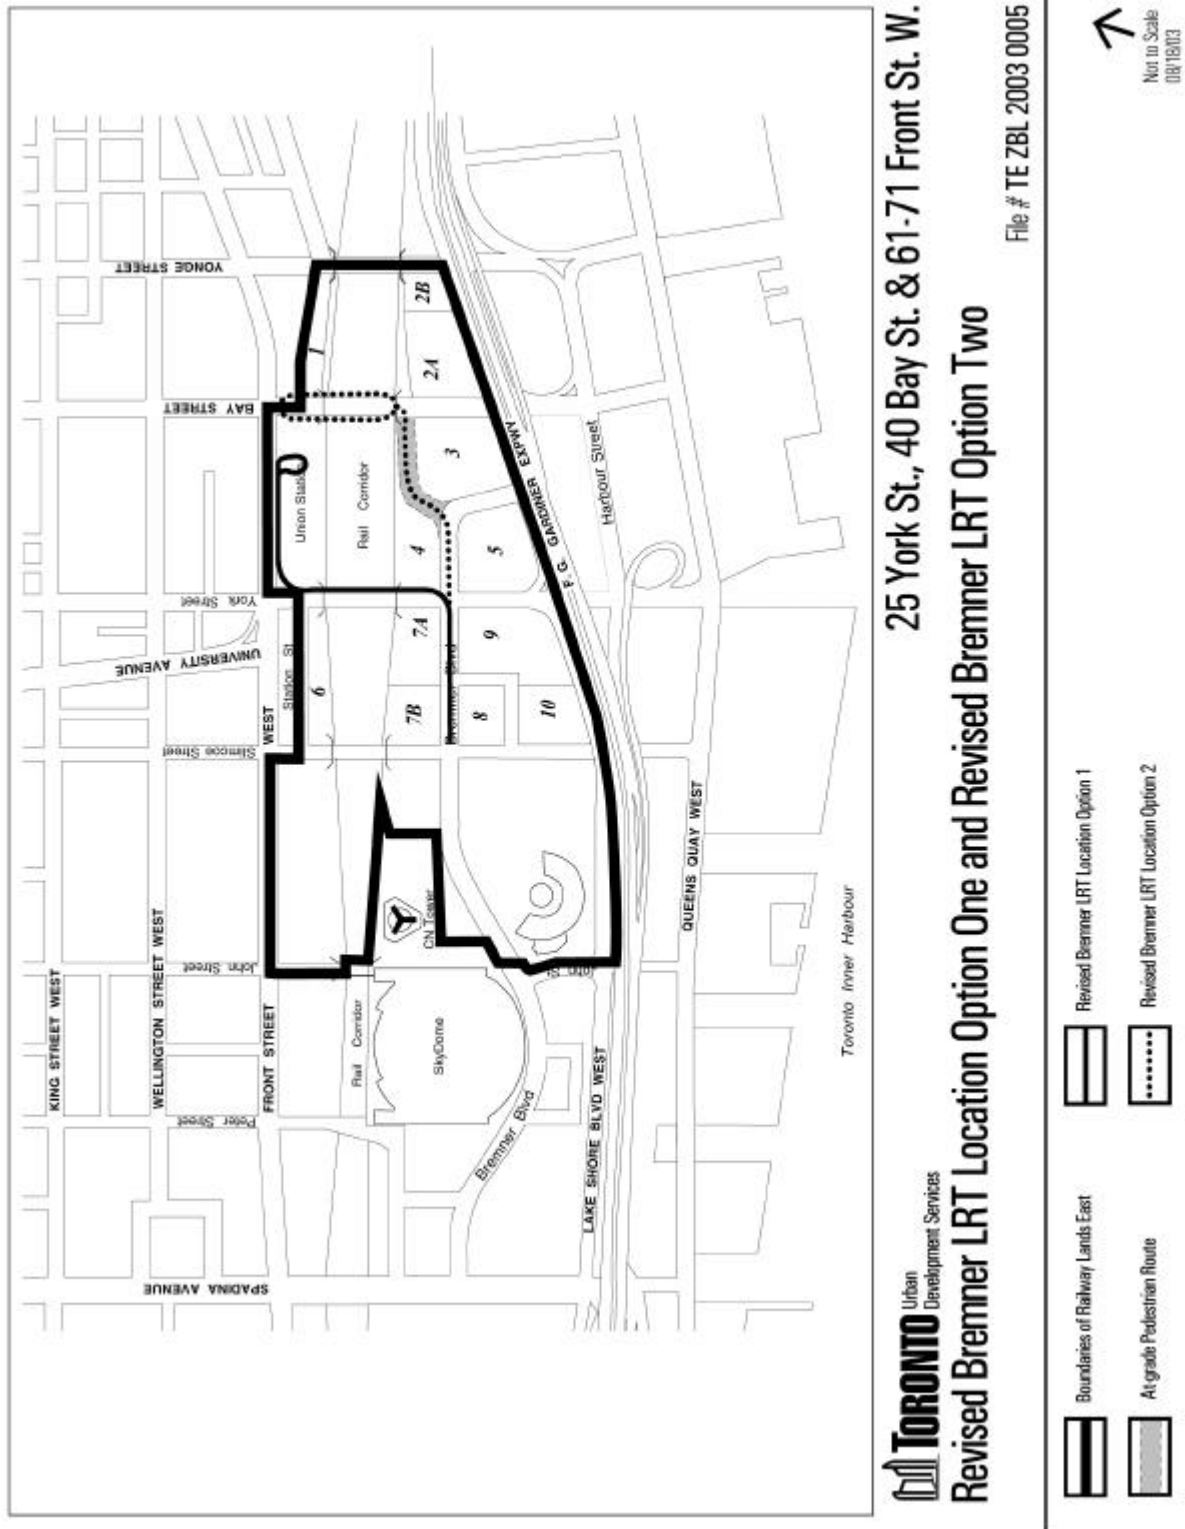 KING STREET WEST
WELLINGTON STREET WEST
FRONT STREET
WEST
SPADINA AVENUE
Peter Street
John Street
Slimcoe Street
UNIVERSITY AVENUE
York Street
BAY STREET
YONGE STREET
Station St
Union Station
Rail Corridor
Rail Corridor
SkyDome
CN Tower
Bremner Blvd
Bremner Blvd
John St
1
2A
2B
3
4
5
6
7A
7B
8
9
10
F. G. GARDINER EXPWY
Harbour Street
LAKE SHORE BLVD WEST
QUEENS QUAY WEST
Toronto Inner Harbour
TORONTO Urban
Development Services
25 York St., 40 Bay St. & 61-71 Front St. W.
Revised Bremner LRT Location Option One and Revised Bremner LRT Option Two
File # TE ZBL 2003 0005
Boundaries of Railway Lands East
Revised Bremner LRT Location Option 1
At-grade Pedestrian Route
Revised Bremner LRT Location Option 2
Not to Scale
08/18/03